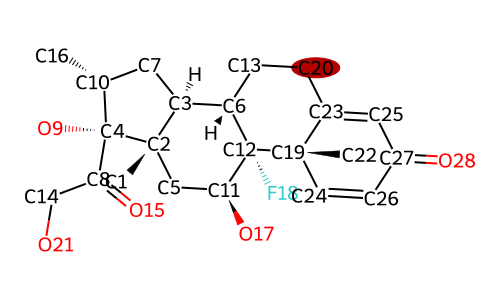 C16 C7 H C13 C20
C10 C3 C6 C23 C25
O9 C4 H
C2 C12 C19 C22 C27 O28
C8 C1 C5 C11 F18 C24 C26
C14 O15 O17
O21